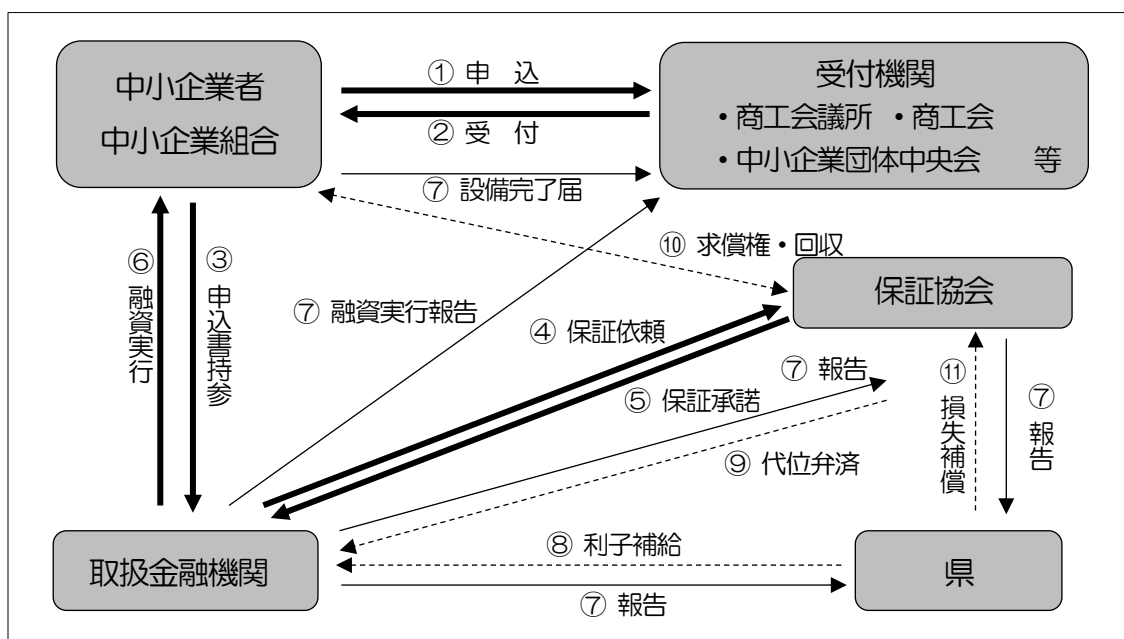 中小企業者
中小企業組合
① 申 込
② 受 付
受付機関
・商工会議所 ・商工会
・中小企業団体中央会 等
⑦ 設備完了届
⑩ 求償権・回収
保証協会
⑥ 融資実行
③ 申込書持参
⑦ 融資実行報告
④ 保証依頼
⑤ 保証承諾
⑦ 報告
⑨ 代位弁済
⑪ 損失補償
⑦ 報告
取扱金融機関
⑧ 利子補給
⑦ 報告
県